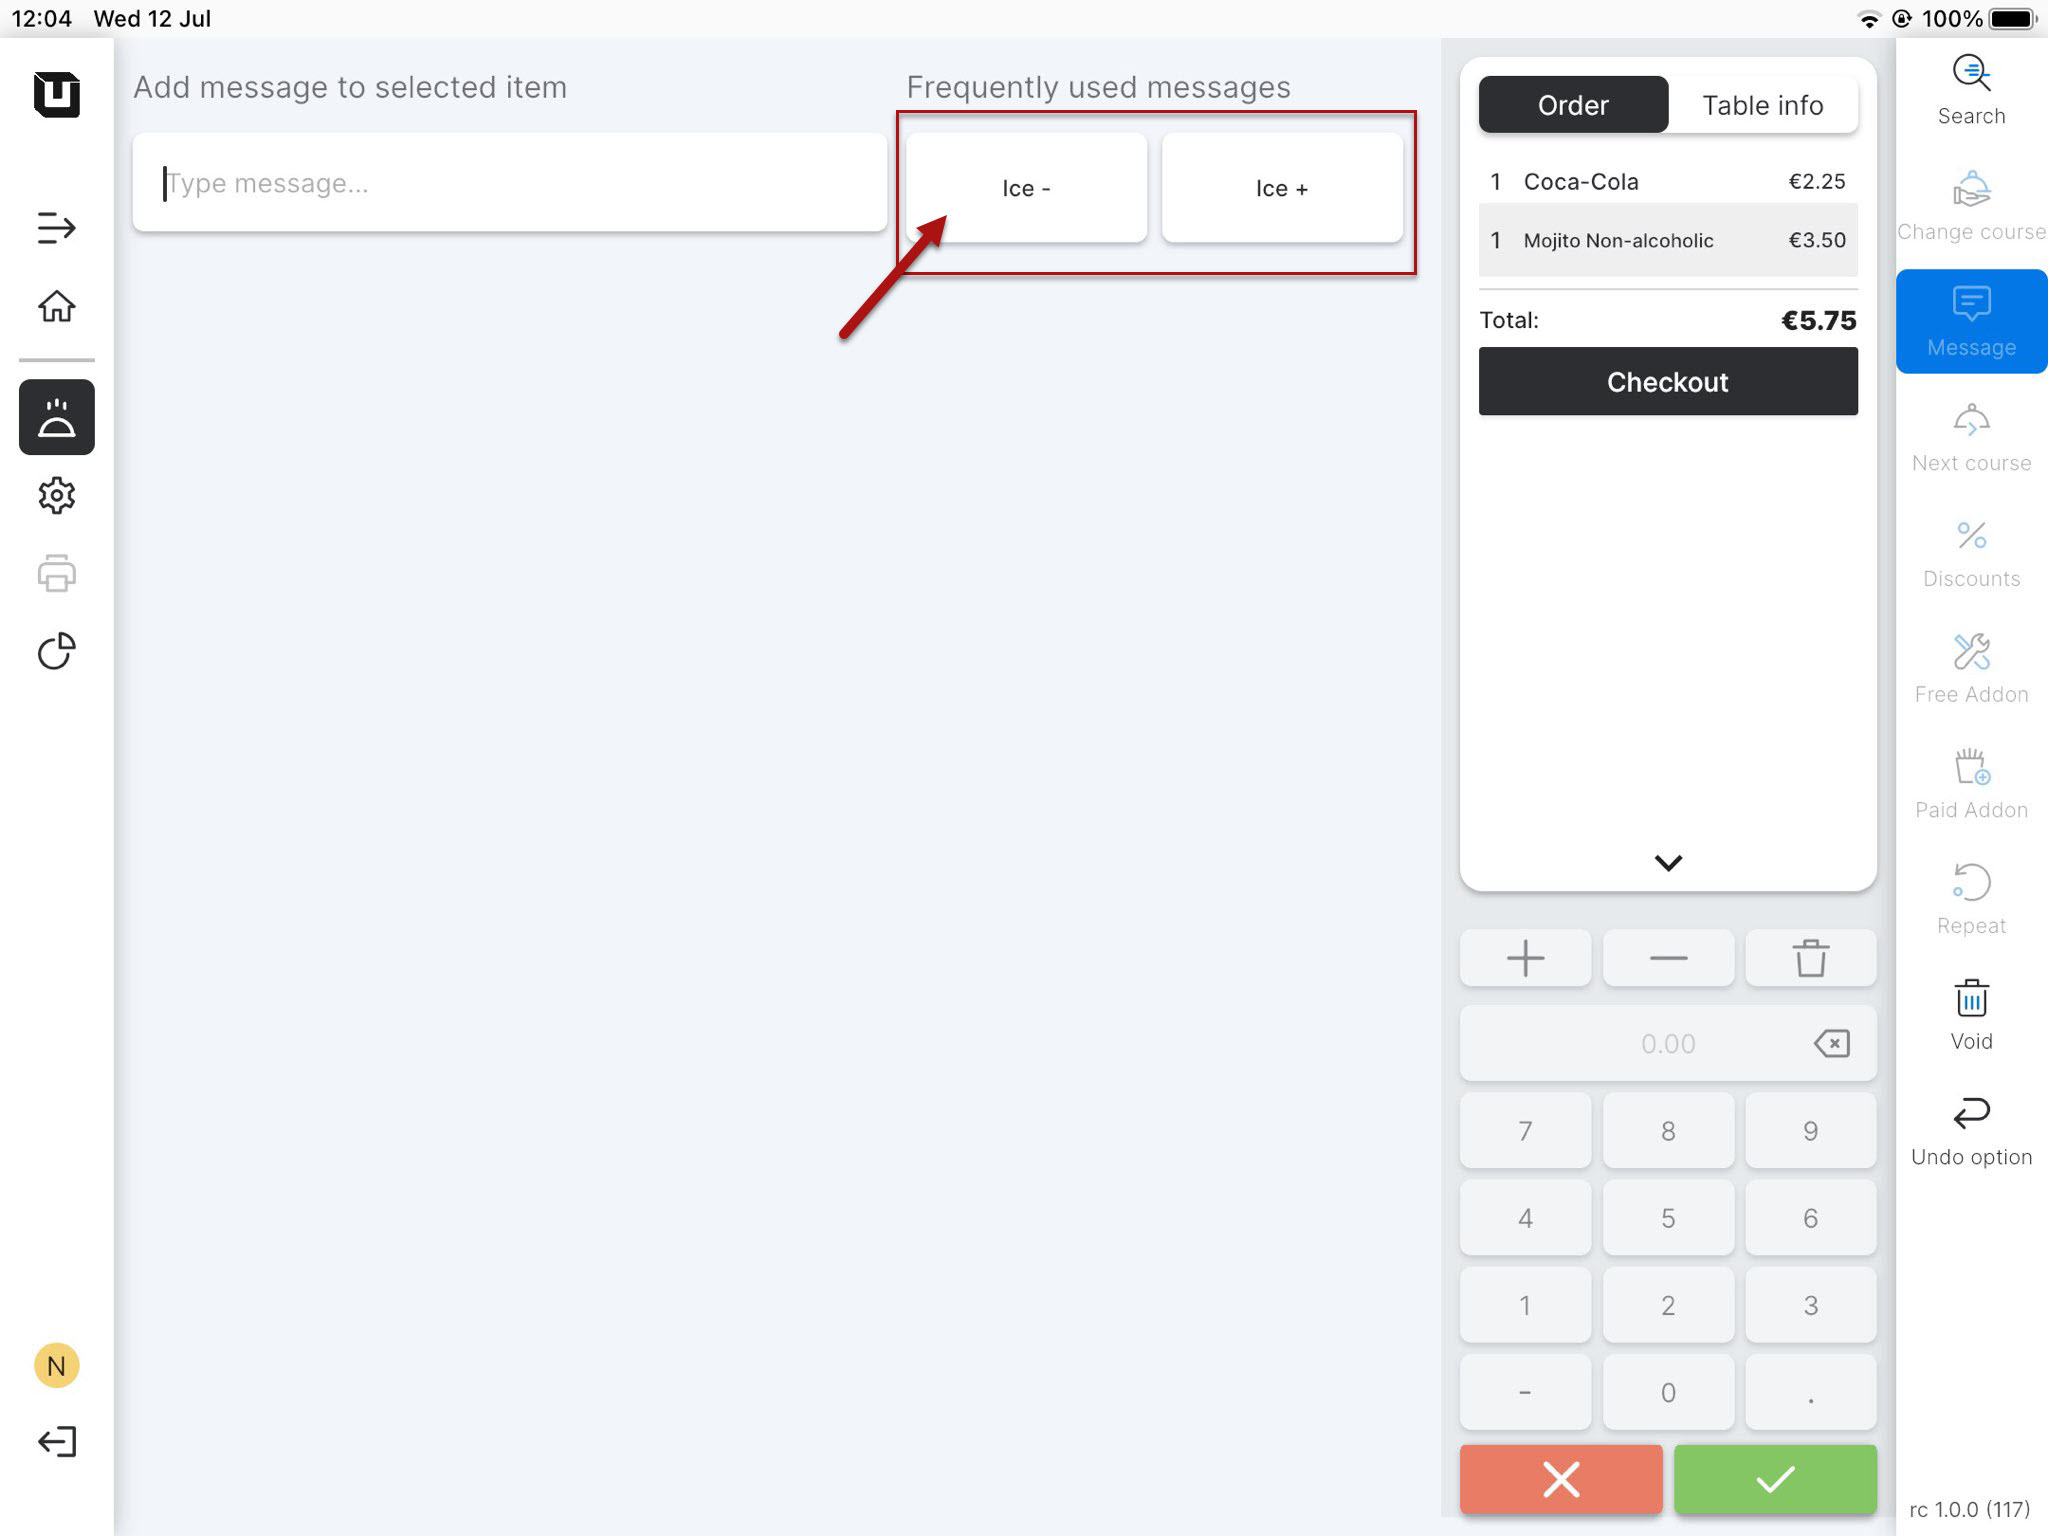 12:04 Wed 12 Jul
100%
Add message to selected item
Type message...
Frequently used messages
Ice -
Ice +
Order
Table info
1 Coca-Cola €2.25
1 Mojito Non-alcoholic €3.50
Total: €5.75
Checkout
0.00
7 8 9
4 5 6
1 2 3
- 0 .
Search
Change course
Message
Next course
Discounts
Free Addon
Paid Addon
Repeat
Void
Undo option
N
rc 1.0.0 (117)